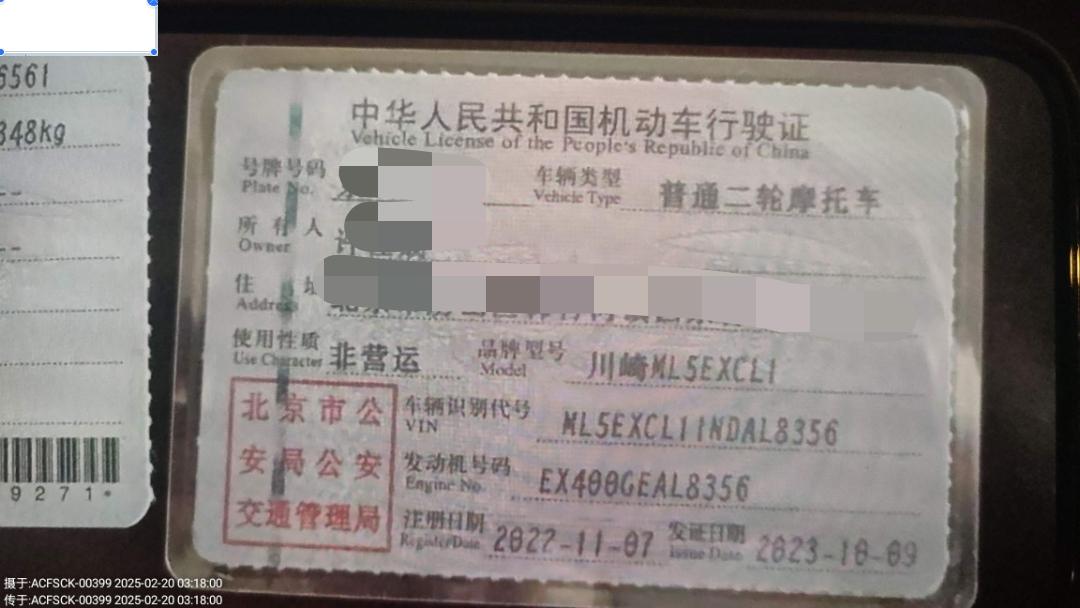 6561
348kg
9271*
中华人民共和国机动车行驶证
Vehicle License of the People's Republic of China
号牌号码
Plate No.
车辆类型
Vehicle Type
普通二轮摩托车
所有人
Owner
住址
Address
使用性质
Use Character
非营运
品牌型号
Model
川崎ML5EXCL1
北京市公
安局公安
交通管理局
车辆识别代号
VIN
ML5EXCL11NDAL8356
发动机号码
Engine No.
EX400GEAL8356
注册日期
Register Date
2022-11-07
发证日期
Issue Date
2023-10-09
摄于:ACFSCK-00399 2025-02-20 03:18:00
传于:ACFSCK-00399 2025-02-20 03:18:00